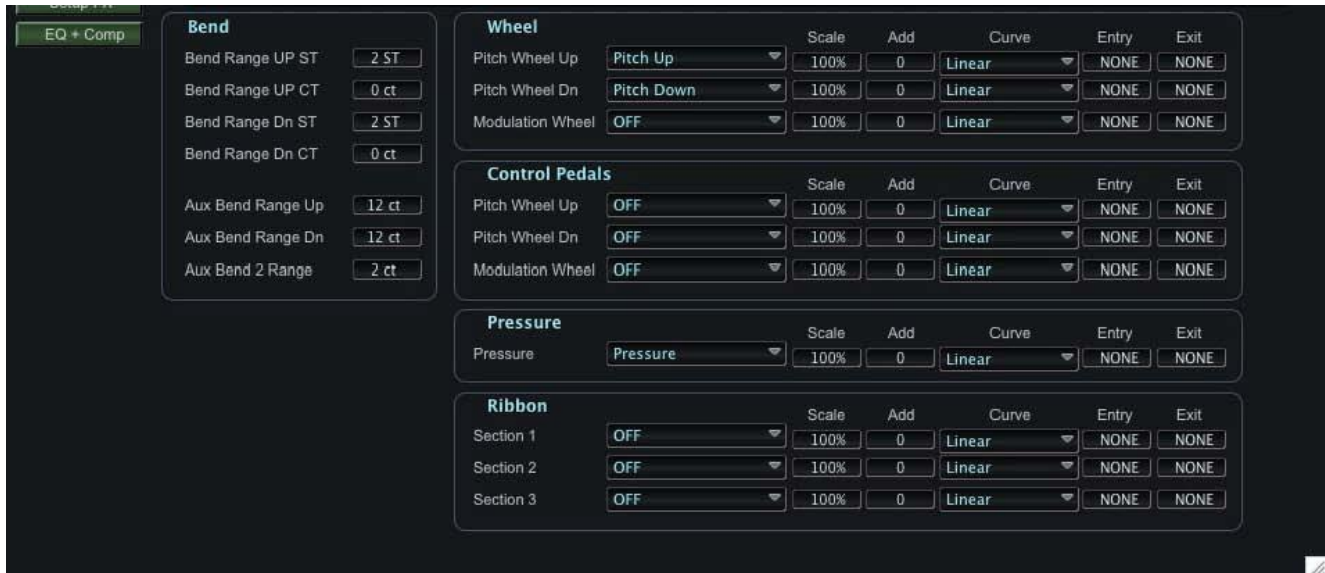 EQ + Comp
Bend
Bend Range UP ST 2 ST
Bend Range UP CT 0 ct
Bend Range Dn ST 2 ST
Bend Range Dn CT 0 ct
Aux Bend Range Up 12 ct
Aux Bend Range Dn 12 ct
Aux Bend 2 Range 2 ct
Wheel
Scale Add Curve Entry Exit
Pitch Wheel Up Pitch Up 100% 0 Linear NONE NONE
Pitch Wheel Dn Pitch Down 100% 0 Linear NONE NONE
Modulation Wheel OFF 100% 0 Linear NONE NONE
Control Pedals
Scale Add Curve Entry Exit
Pitch Wheel Up OFF 100% 0 Linear NONE NONE
Pitch Wheel Dn OFF 100% 0 Linear NONE NONE
Modulation Wheel OFF 100% 0 Linear NONE NONE
Pressure
Scale Add Curve Entry Exit
Pressure Pressure 100% 0 Linear NONE NONE
Ribbon
Scale Add Curve Entry Exit
Section 1 OFF 100% 0 Linear NONE NONE
Section 2 OFF 100% 0 Linear NONE NONE
Section 3 OFF 100% 0 Linear NONE NONE